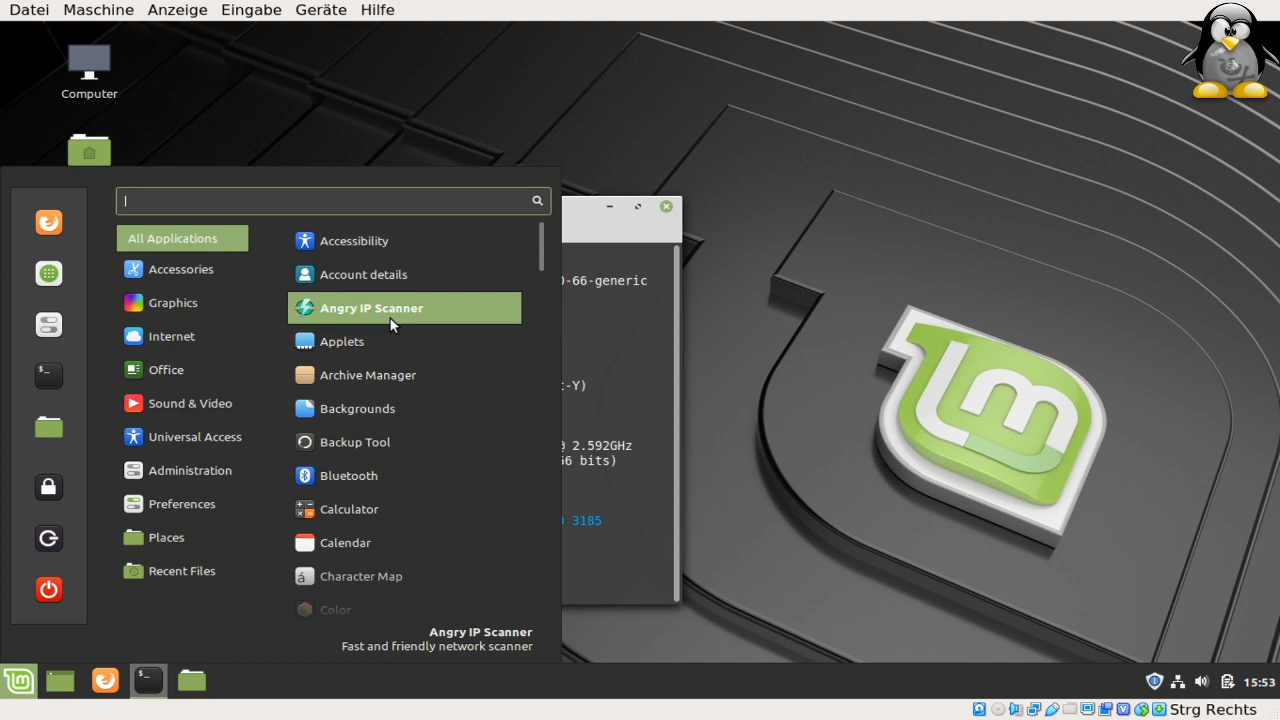 Datei Maschine Anzeige Eingabe Geräte Hilfe
Computer
All Applications
Accessories
Graphics
Internet
Office
Sound & Video
Universal Access
Administration
Preferences
Places
Recent Files
Accessibility
Account details
Angry IP Scanner
Applets
Archive Manager
Backgrounds
Backup Tool
Bluetooth
Calculator
Calendar
Character Map
Color
Angry IP Scanner
Fast and friendly network scanner
0-66-generic
t-Y)
@ 2.592GHz
56 bits)
3185
15:53
Strg Rechts